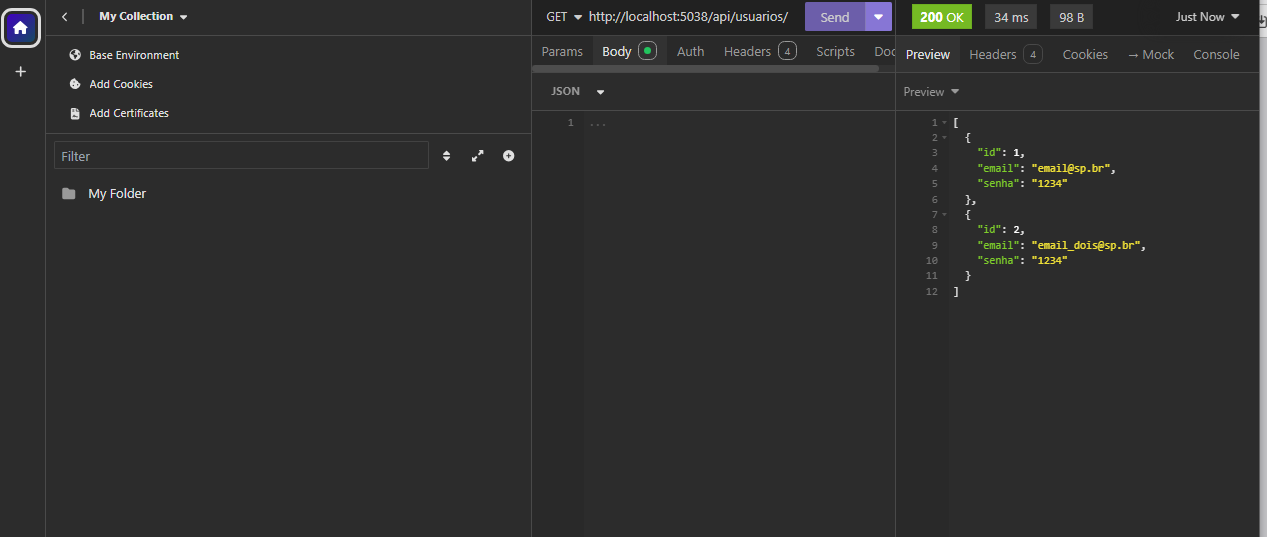 My Collection
Base Environment
Add Cookies
Add Certificates
Filter
My Folder
GET http://localhost:5038/api/usuarios/ Send
Params Body Auth Headers 4 Scripts Doc
JSON
1 ...
200 OK 34 ms 98 B Just Now
Preview Headers 4 Cookies → Mock Console
Preview
1 [
2 {
3 "id": 1,
4 "email": "email@sp.br",
5 "senha": "1234"
6 },
7 {
8 "id": 2,
9 "email": "email_dois@sp.br",
10 "senha": "1234"
11 }
12 ]